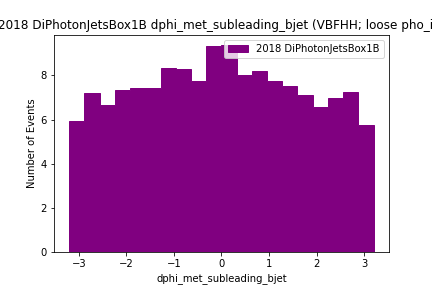 2018 DiPhotonJetsBox1B dphi_met_subleading_bjet (VBFHH; loose pho_i
2018 DiPhotonJetsBox1B
Number of Events
8
6
4
2
0
−3 −2 −1 0 1 2 3
dphi_met_subleading_bjet